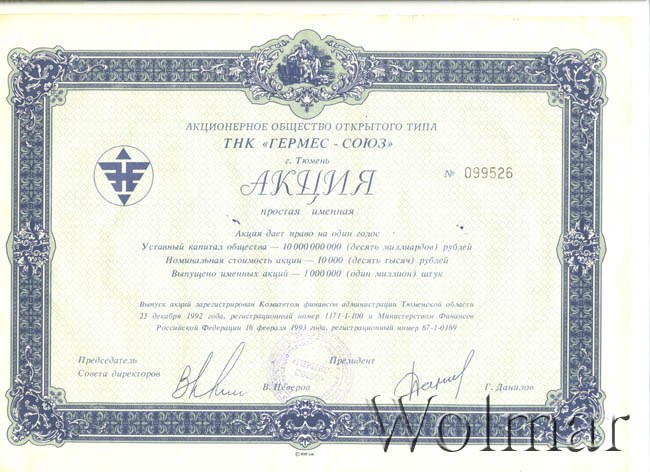 АКЦИОНЕРНОЕ ОБЩЕСТВО ОТКРЫТОГО ТИПА
ТНК «ГЕРМЕС - СОЮЗ»
г. Тюмень
№ 099526
АКЦИЯ
простая именная
Акция дает право на один голос
Уставный капитал общества — 10 000 000 000 (десять миллиардов) рублей
Номинальная стоимость акции — 10 000 (десять тысяч) рублей
Выпущено именных акций — 1 000 000 (один миллион) штук
Выпуск акций зарегистрирован Комитетом финансов администрации Тюменской области
23 декабря 1992 года, регистрационный номер 1171-1-100 и Министерством Финансов
Российской Федерации 16 февраля 1993 года, регистрационный номер 67-1-0169
Председатель
Совета директоров
В. Неверов
Президент
Г. Данилов
Wolmar